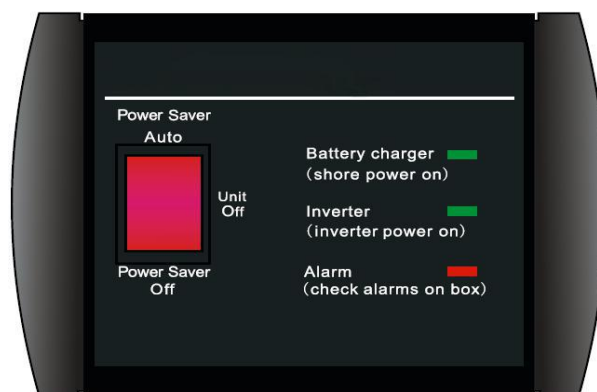 Power Saver
Auto
Unit
Off
Power Saver
Off
Battery charger
(shore power on)
Inverter
(inverter power on)
Alarm
(check alarms on box)